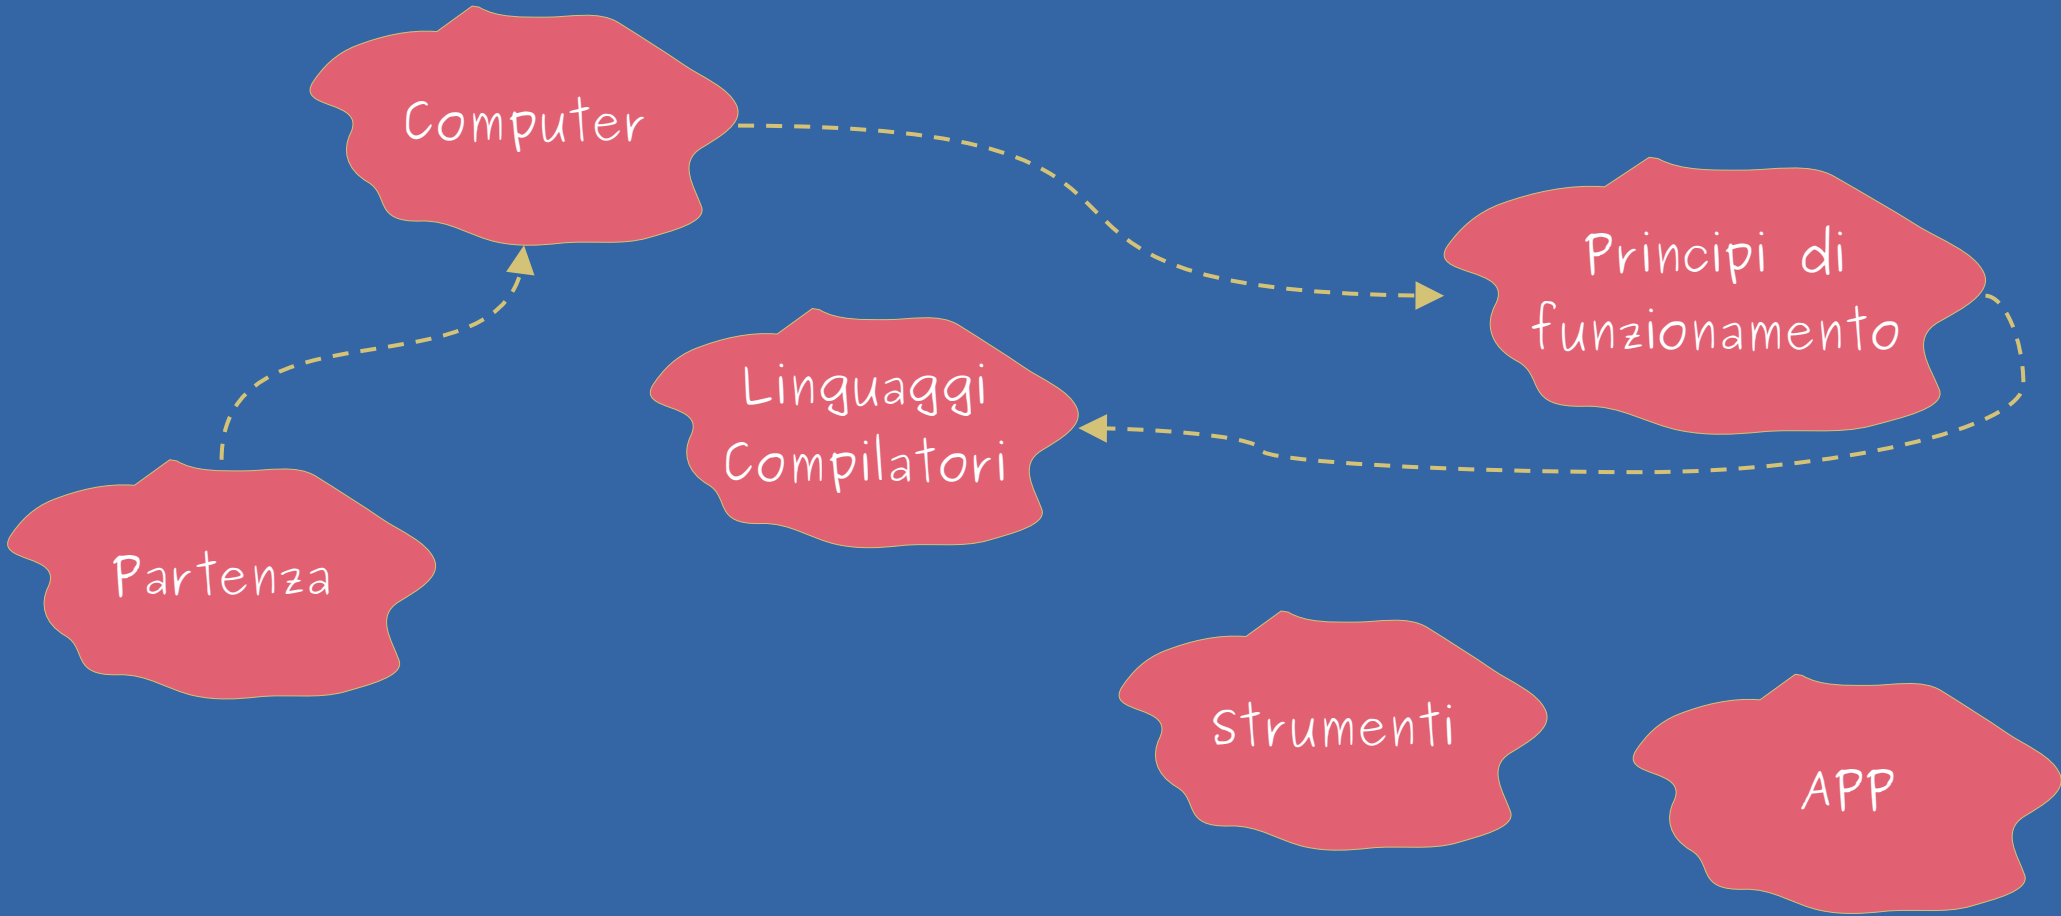 Computer
Principi di
funzionamento
Linguaggi
Compilatori
Partenza
Strumenti
APP